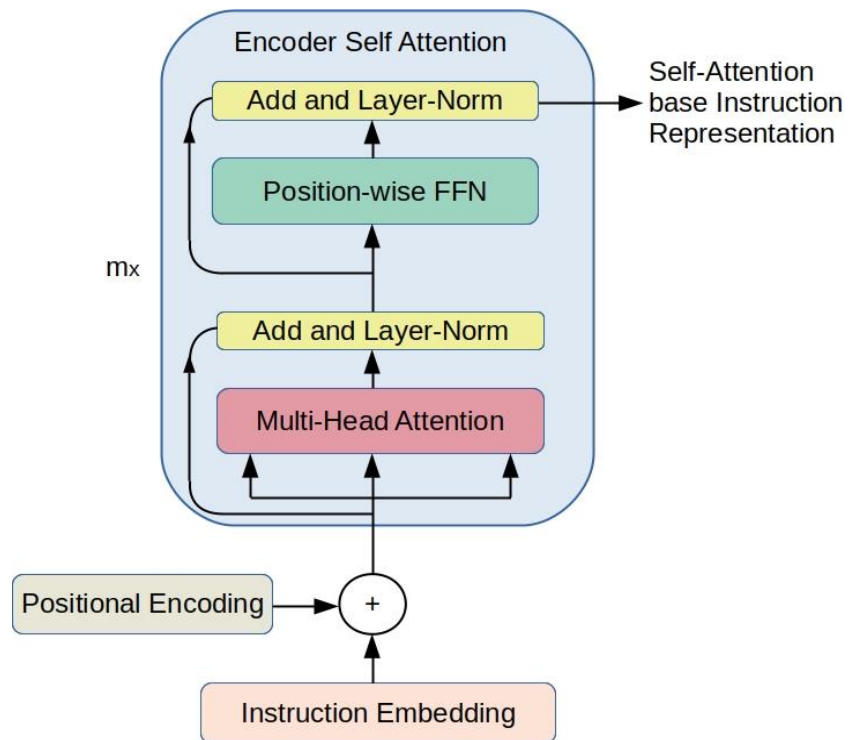 Encoder Self Attention
Add and Layer-Norm
Self-Attention
base Instruction
Representation
Position-wise FFN
mx
Add and Layer-Norm
Multi-Head Attention
Positional Encoding
+
Instruction Embedding